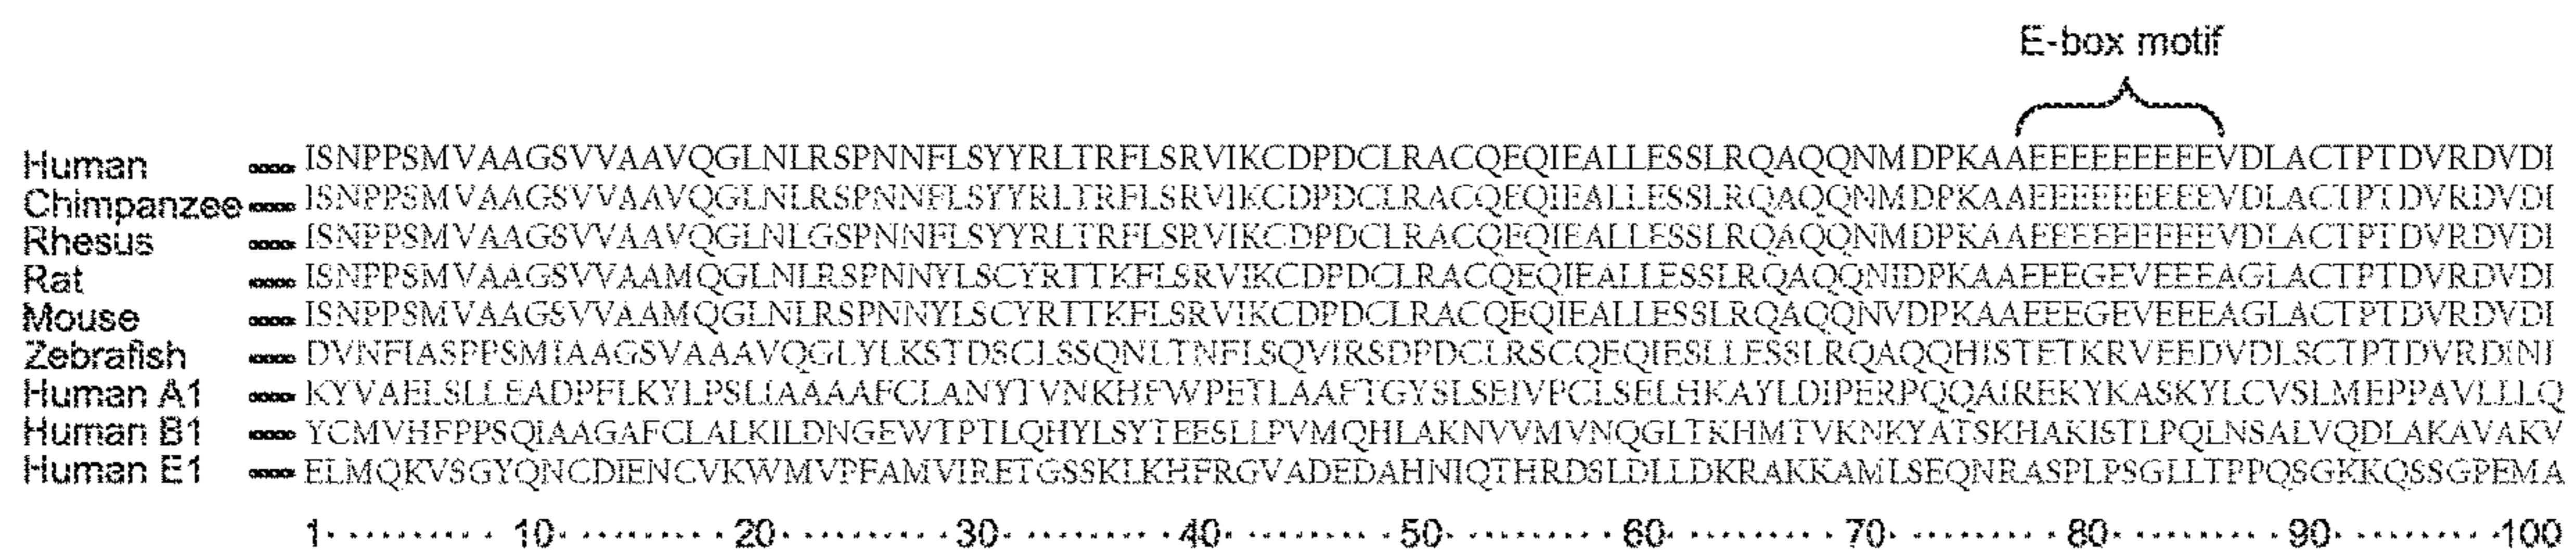 E-box motif
Human ISNPPSMVAAGSVVAAVQGLNLRSPNNFLSYYRLTRFLSRVIKCDPDCLRACQEQIEALLESSLRQAQQNMDPKAAEEEEEEEEEVDLACTPTDVRDVDI
Chimpanzee ISNPPSMVAAGSVVAAVQGLNLRSPNNFLSYYRLTRFLSRVIKCDPDCLRACQEQIEALLESSLRQAQQNMDPKAAEEEEEEEEEVDLACTPTDVRDVDI
Rhesus ISNPPSMVAAGSVVAAVQGLNLGSPNNFLSYYRLTRFLSRVIKCDPDCLRACQEQIEALLESSLRQAQQNMDPKAAEEEEEEEEEVDLACTPTDVRDVDI
Rat ISNPPSMVAAGSVVAAMQGLNLRSPNNYLSCYRTTKFLSRVIKCDPDCLRACQEQIEALLESSLRQAQQNIDPKAAEEEGEVEEEAGLACTPTDVRDVDI
Mouse ISNPPSMVAAGSVVAAMQGLNLRSPNNYLSCYRTTKFLSRVIKCDPDCLRACQEQIEALLESSLRQAQQNVDPKAAEEEGEVEEEAGLACTPTDVRDVDI
Zebrafish DVNFIASPPSMIAAGSVAAAVQGLYLKSTDSCLSSQNLTNFLSQVIRSDPDCLRSCQEQIESLLESSLRQAQQHISTETKRVEEDVDLSCTPTDVRDINI
Human A1 KYVAELSLLEADPFLKYLPSLIAAAAFCLANYTVNKHFWPETLAAFTGYSLSEIVPCLSELHKAYLDIPERPQQAIREKYKASKYLCVSLMEPPAVLLLQ
Human B1 YCMVHFPPSQIAAGAFCLALKILDNGEWTPTLQHYLSYTEESLLPVMQHLAKNVVMVNQGLTKHMTVKNKYATSKHAKISTLPQLNSALVQDLAKAVAKV
Human E1 ELMQKVSGYQNCDIENCVKWMVPFAMVIRETGSSKLKHFRGVADEDAHNIQTHRDSLDLLDKRAKKAMLSEQNRASPLPSGLLTPPQSGKKQSSGPEMA
1 10 20 30 40 50 60 70 80 90 100